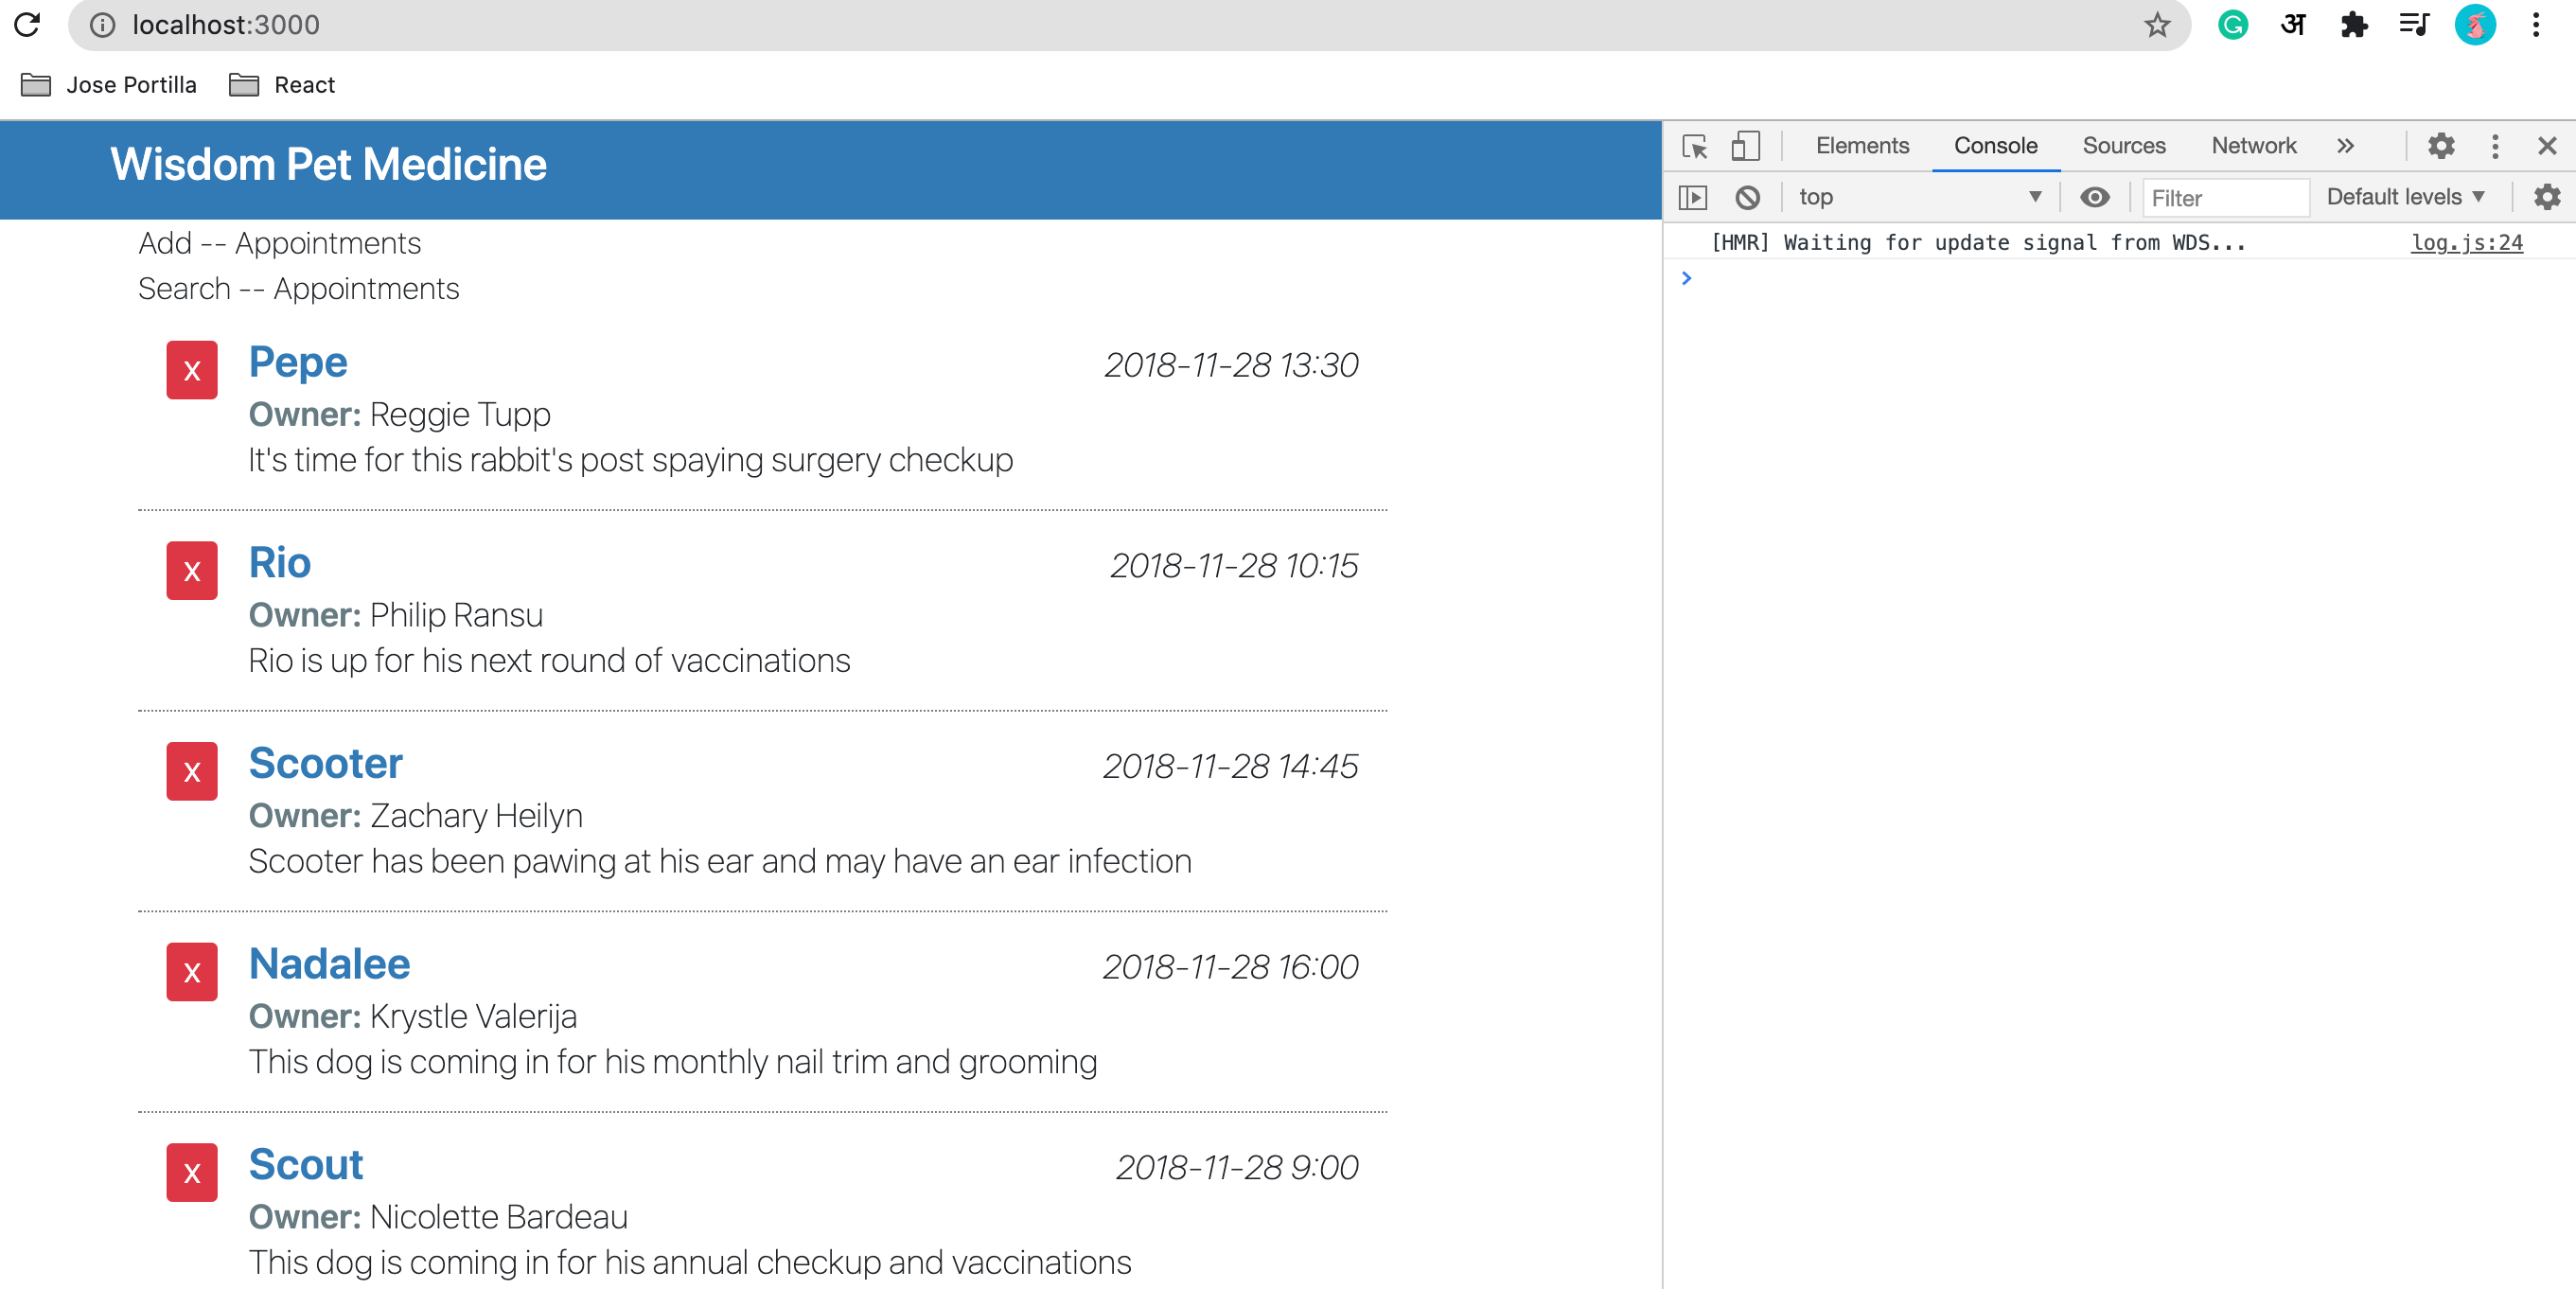 localhost:3000
अ
Jose Portilla React
Wisdom Pet Medicine
Add -- Appointments
Search -- Appointments
x Pepe 2018-11-28 13:30
Owner: Reggie Tupp
It's time for this rabbit's post spaying surgery checkup
x Rio 2018-11-28 10:15
Owner: Philip Ransu
Rio is up for his next round of vaccinations
x Scooter 2018-11-28 14:45
Owner: Zachary Heilyn
Scooter has been pawing at his ear and may have an ear infection
x Nadalee 2018-11-28 16:00
Owner: Krystle Valerija
This dog is coming in for his monthly nail trim and grooming
x Scout 2018-11-28 9:00
Owner: Nicolette Bardeau
This dog is coming in for his annual checkup and vaccinations
Elements Console Sources Network »
top Filter Default levels
[HMR] Waiting for update signal from WDS... log.js:24